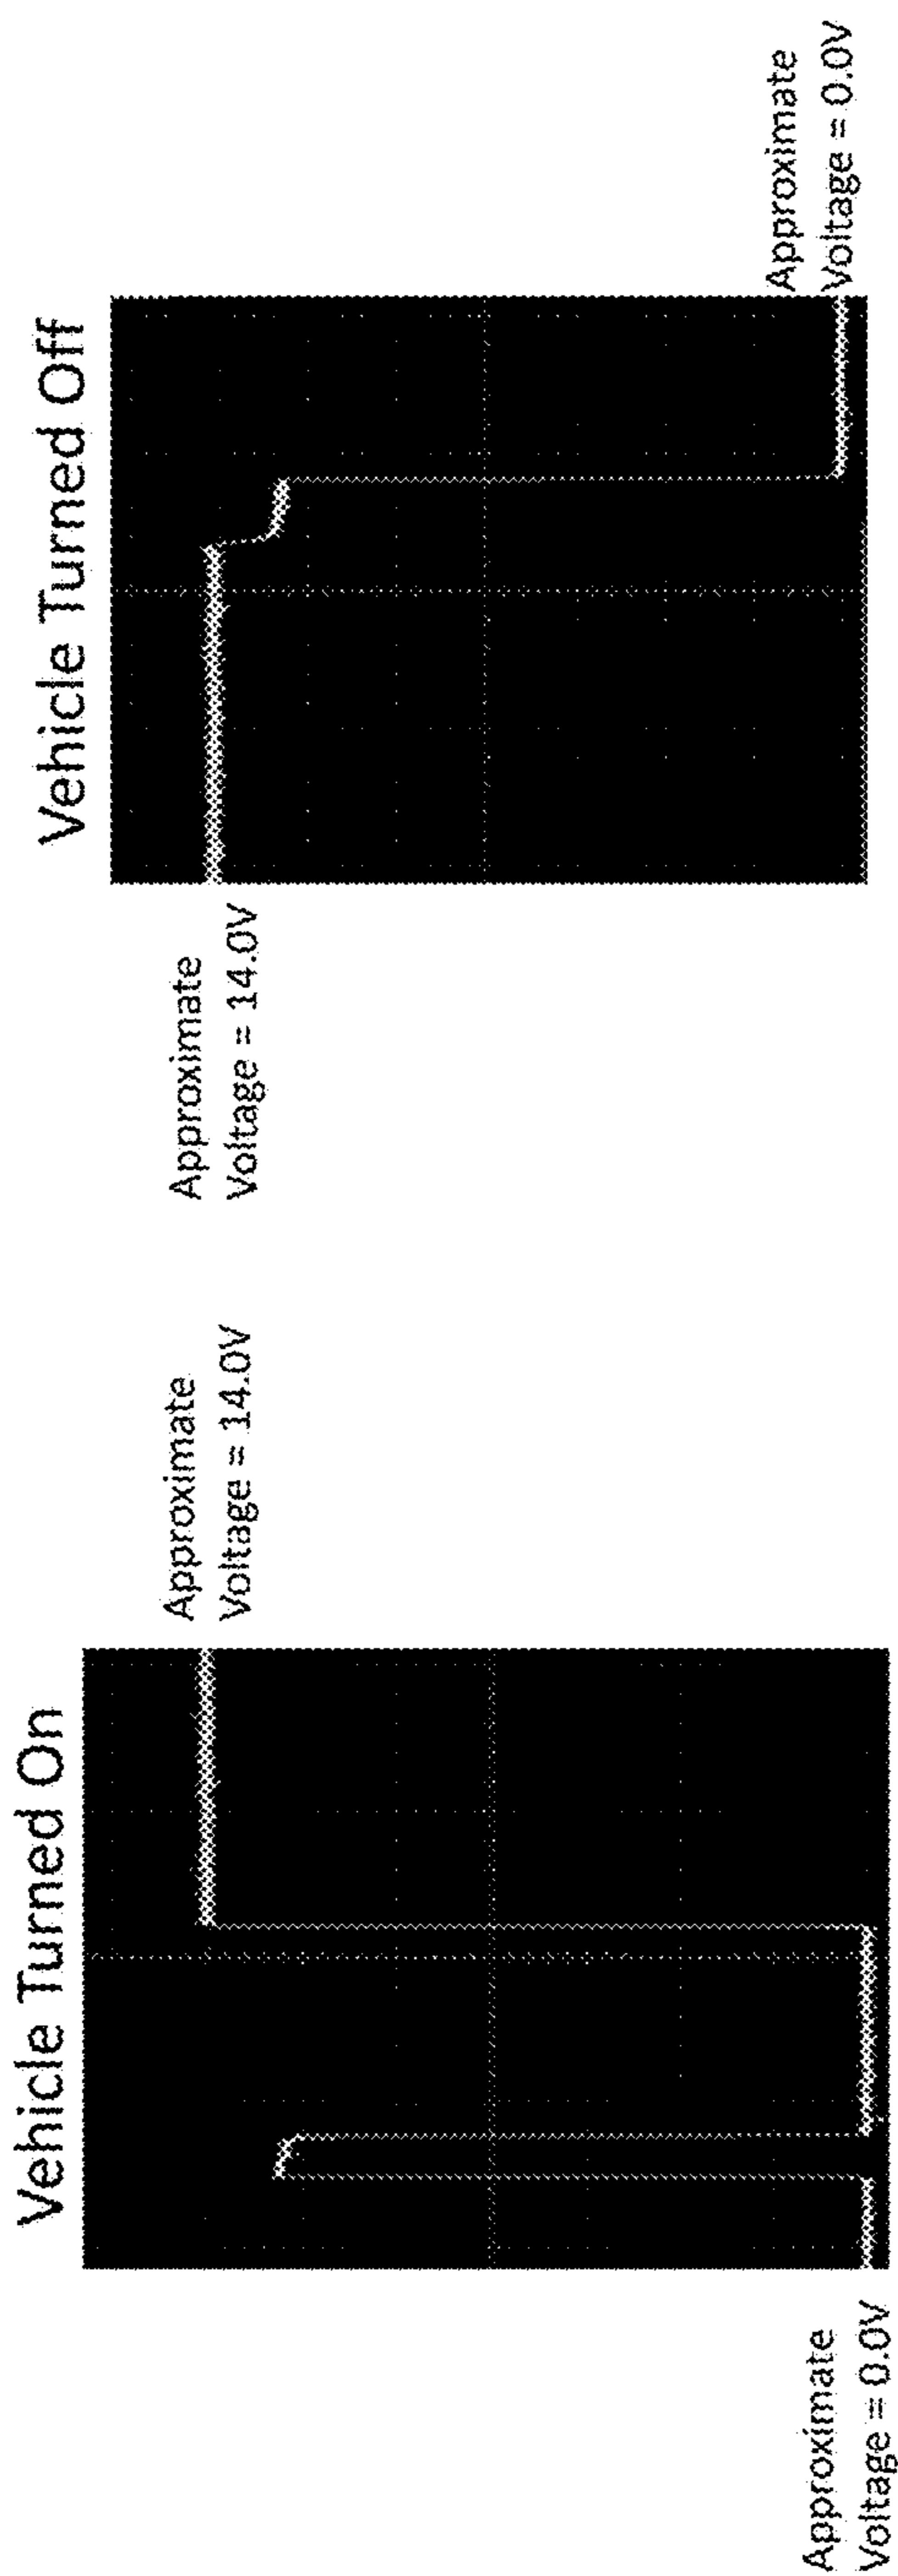 Vehicle Turned On
Approximate
Voltage = 0.0V
Approximate
Voltage = 14.0V
Vehicle Turned Off
Approximate
Voltage = 14.0V
Approximate
Voltage = 0.0V